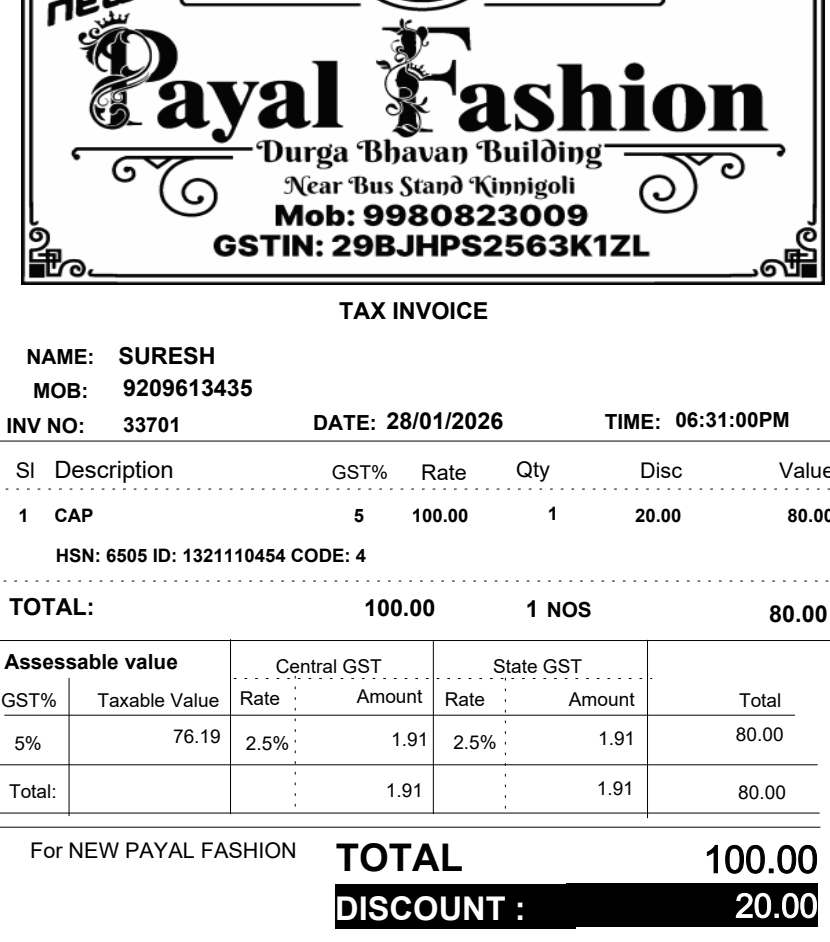 new
Payal Fashion
Durga Bhavan Building
Near Bus Stand Kinnigoli
Mob: 9980823009
GSTIN: 29BJHPS2563K1ZL
TAX INVOICE
NAME: SURESH
MOB: 9209613435
INV NO: 33701 DATE: 28/01/2026 TIME: 06:31:00PM
Sl Description GST% Rate Qty Disc Value
1 CAP 5 100.00 1 20.00 80.00
HSN: 6505 ID: 1321110454 CODE: 4
TOTAL: 100.00 1 NOS 80.00
Assessable value Central GST State GST
GST% Taxable Value Rate Amount Rate Amount Total
5% 76.19 2.5% 1.91 2.5% 1.91 80.00
Total: 1.91 1.91 80.00
For NEW PAYAL FASHION TOTAL 100.00
DISCOUNT : 20.00